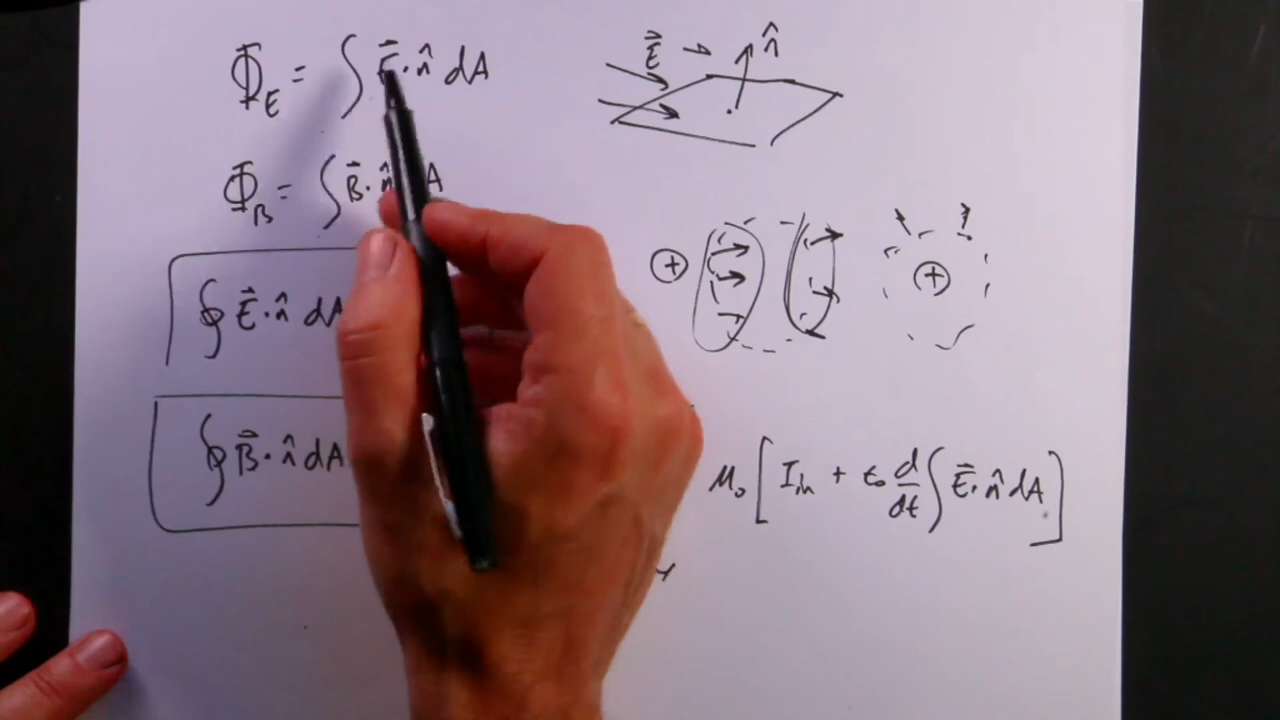 Φ_E = ∫ E⃗ · n̂ dA
E⃗ → n̂
Φ_B = ∫ B⃗ · n̂ A
⊕ ⊕
∮ E⃗ · n̂ dA
∮ B⃗ · n̂ dA
μ₀ [ I_in + ε₀ d/dt ∫ E⃗ · n̂ dA ]